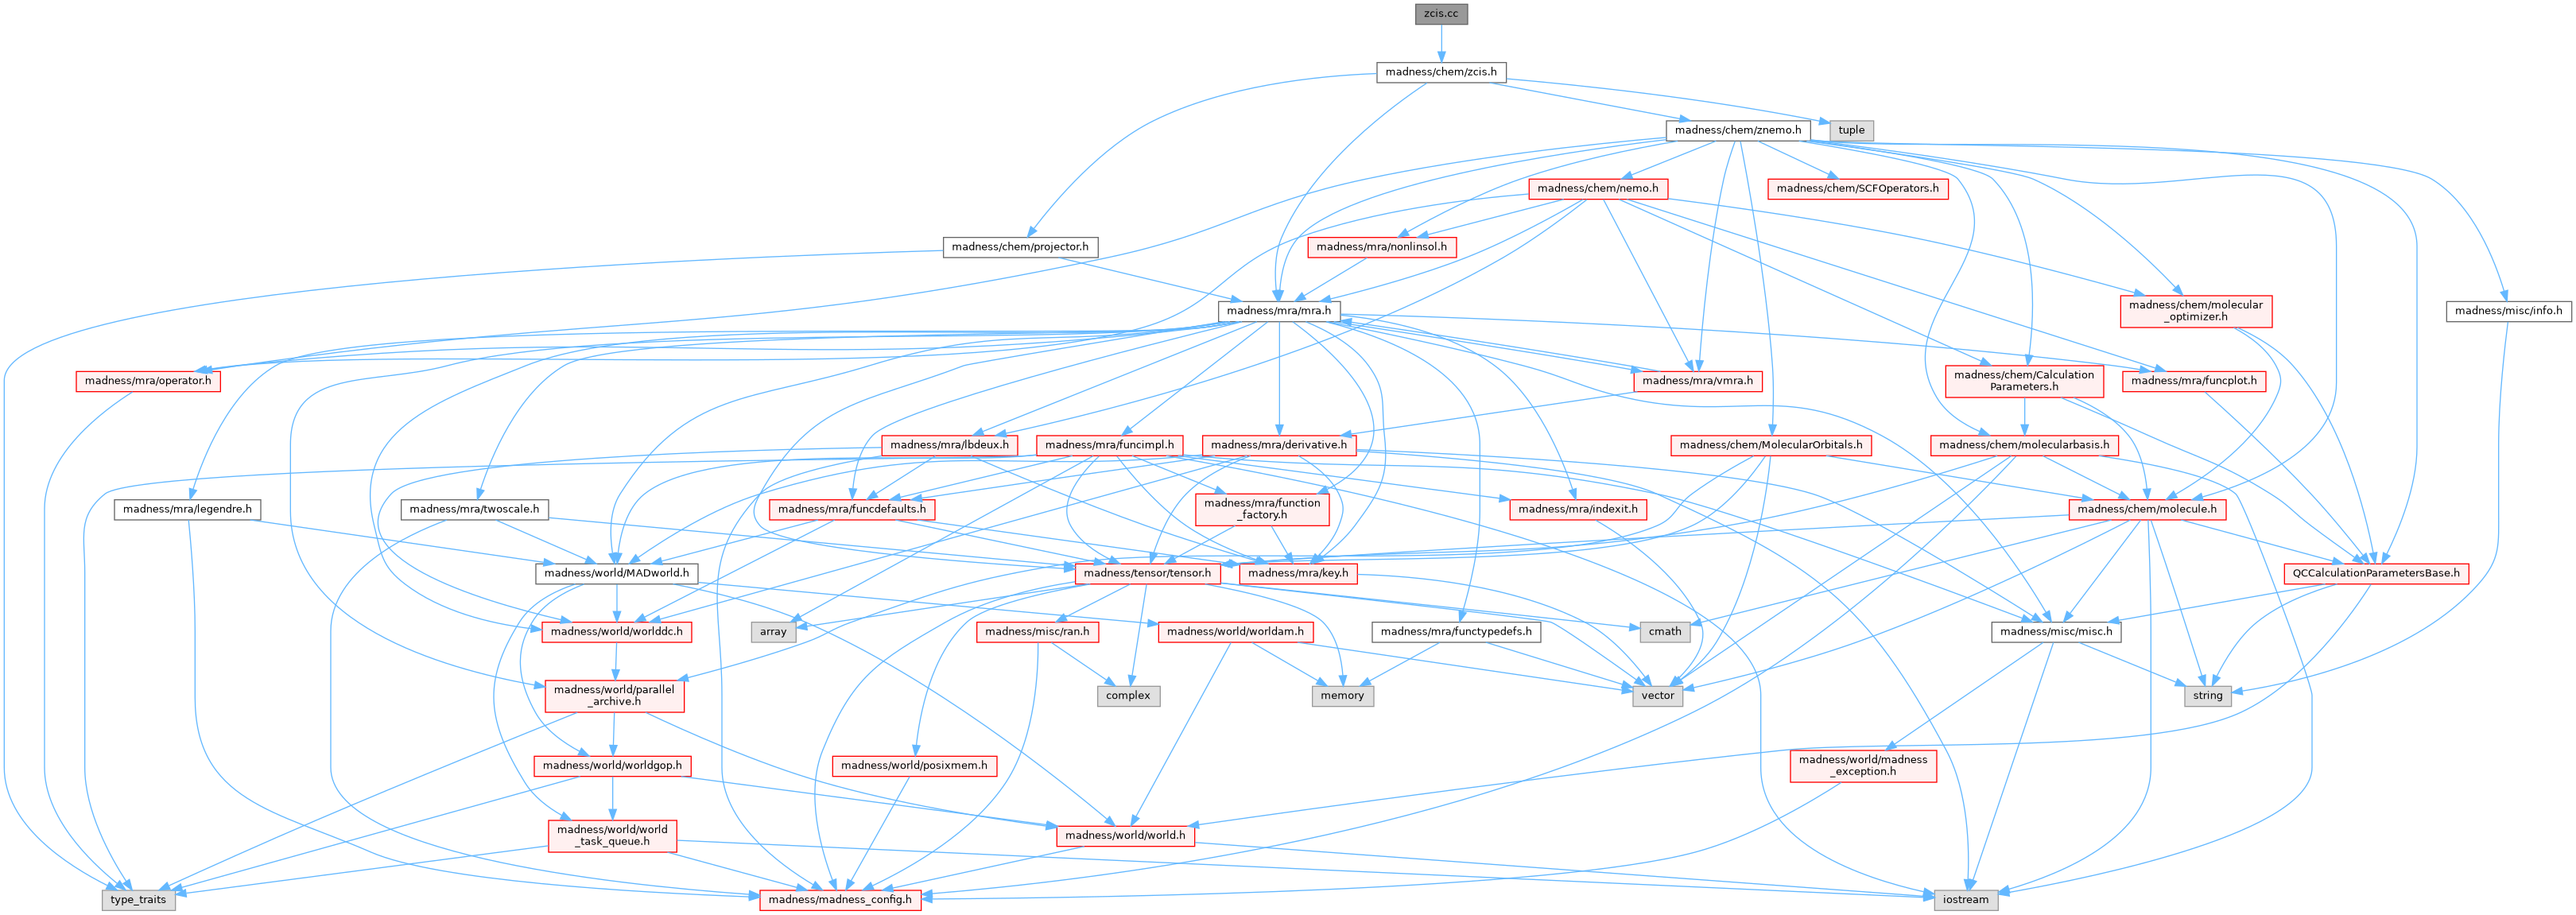 zcis.cc
madness/chem/zcis.h
madness/chem/znemo.h
tuple
madness/chem/nemo.h
madness/chem/SCFOperators.h
madness/chem/projector.h
madness/mra/nonlinsol.h
madness/mra/mra.h
madness/chem/molecular
_optimizer.h
madness/misc/info.h
madness/mra/operator.h
madness/mra/vmra.h
madness/chem/Calculation
Parameters.h
madness/mra/funcplot.h
madness/mra/lbdeux.h
madness/mra/funcimpl.h
madness/mra/derivative.h
madness/chem/MolecularOrbitals.h
madness/chem/molecularbasis.h
madness/mra/legendre.h
madness/mra/twoscale.h
madness/mra/funcdefaults.h
madness/mra/function
_factory.h
madness/mra/indexit.h
madness/chem/molecule.h
madness/world/MADworld.h
madness/tensor/tensor.h
madness/mra/key.h
QCCalculationParametersBase.h
madness/world/worlddc.h
array
madness/misc/ran.h
madness/world/worldam.h
madness/mra/functypedefs.h
cmath
madness/misc/misc.h
madness/world/parallel
_archive.h
complex
memory
vector
string
madness/world/worldgop.h
madness/world/posixmem.h
madness/world/madness
_exception.h
madness/world/world
_task_queue.h
madness/world/world.h
type_traits
madness/madness_config.h
iostream